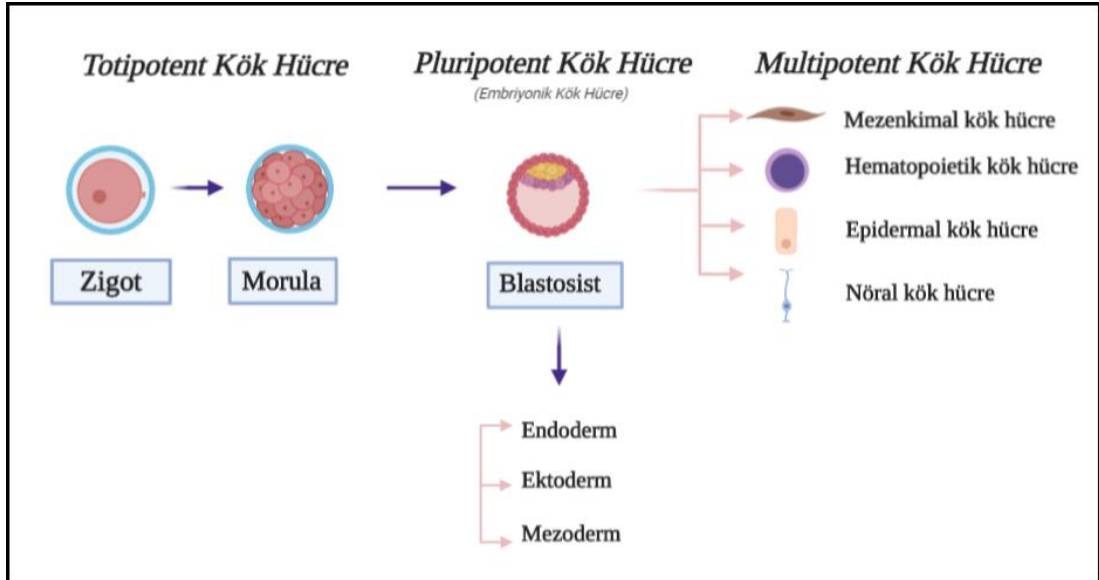 Totipotent Kök Hücre
Pluripotent Kök Hücre
(Embriyonik Kök Hücre)
Multipotent Kök Hücre
Mezenkimal kök hücre
Hematopoietik kök hücre
Epidermal kök hücre
Nöral kök hücre
Zigot
Morula
Blastosist
Endoderm
Ektoderm
Mezoderm